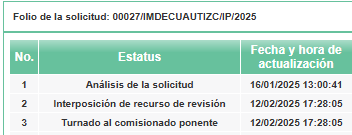 Folio de la solicitud: 00027/IMDECUAUTIZC/IP/2025
No. Estatus Fecha y hora de actualización
1 Análisis de la solicitud 16/01/2025 13:00:41
2 Interposición de recurso de revisión 12/02/2025 17:28:05
3 Turnado al comisionado ponente 12/02/2025 17:28:05